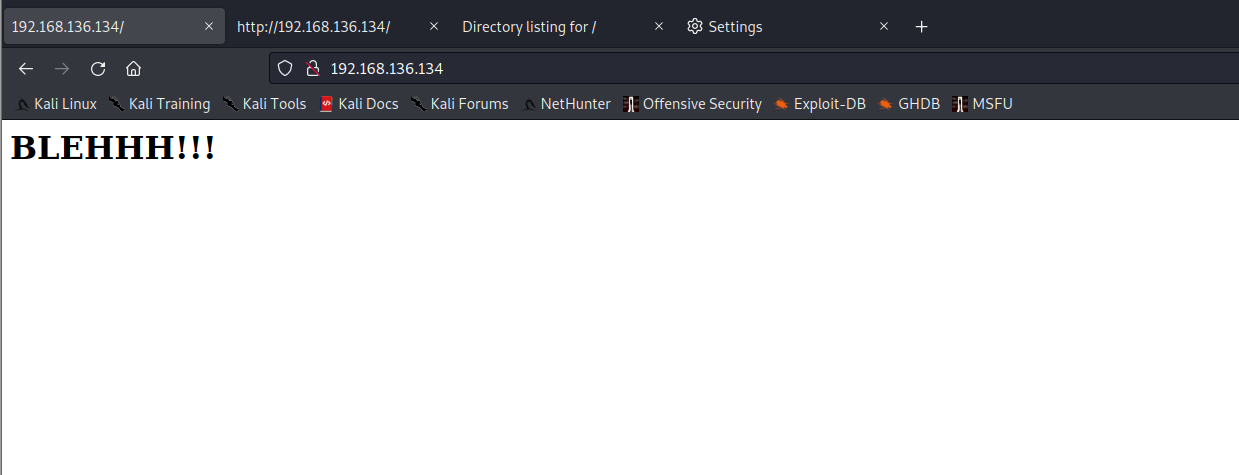 192.168.136.134/ http://192.168.136.134/ Directory listing for / Settings
192.168.136.134
Kali Linux Kali Training Kali Tools Kali Docs Kali Forums NetHunter Offensive Security Exploit-DB GHDB MSFU
BLEHHH!!!